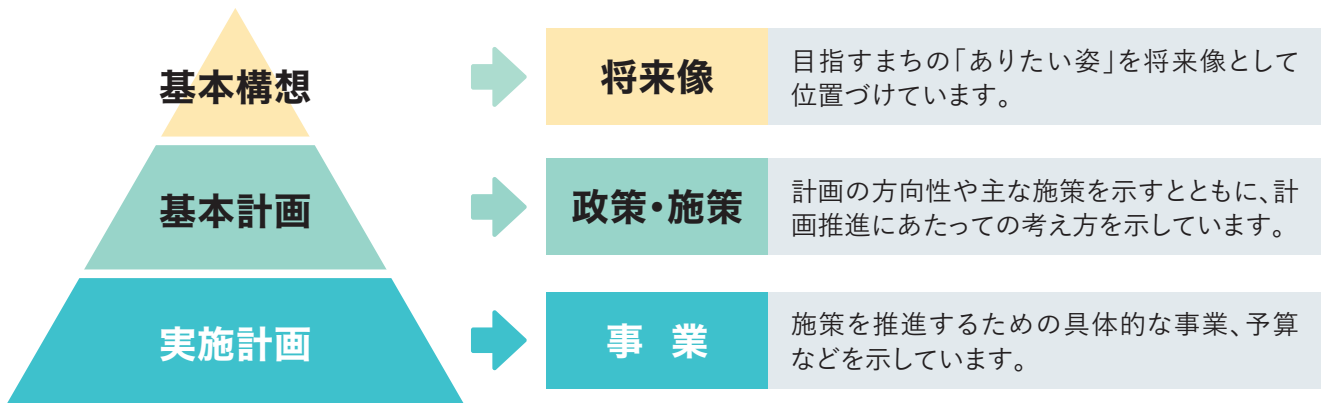 基本構想
将来像
目指すまちの「ありたい姿」を将来像として
位置づけています。
基本計画
政策・施策
計画の方向性や主な施策を示すとともに、計
画推進にあたっての考え方を示しています。
実施計画
事 業
施策を推進するための具体的な事業、予算
などを示しています。